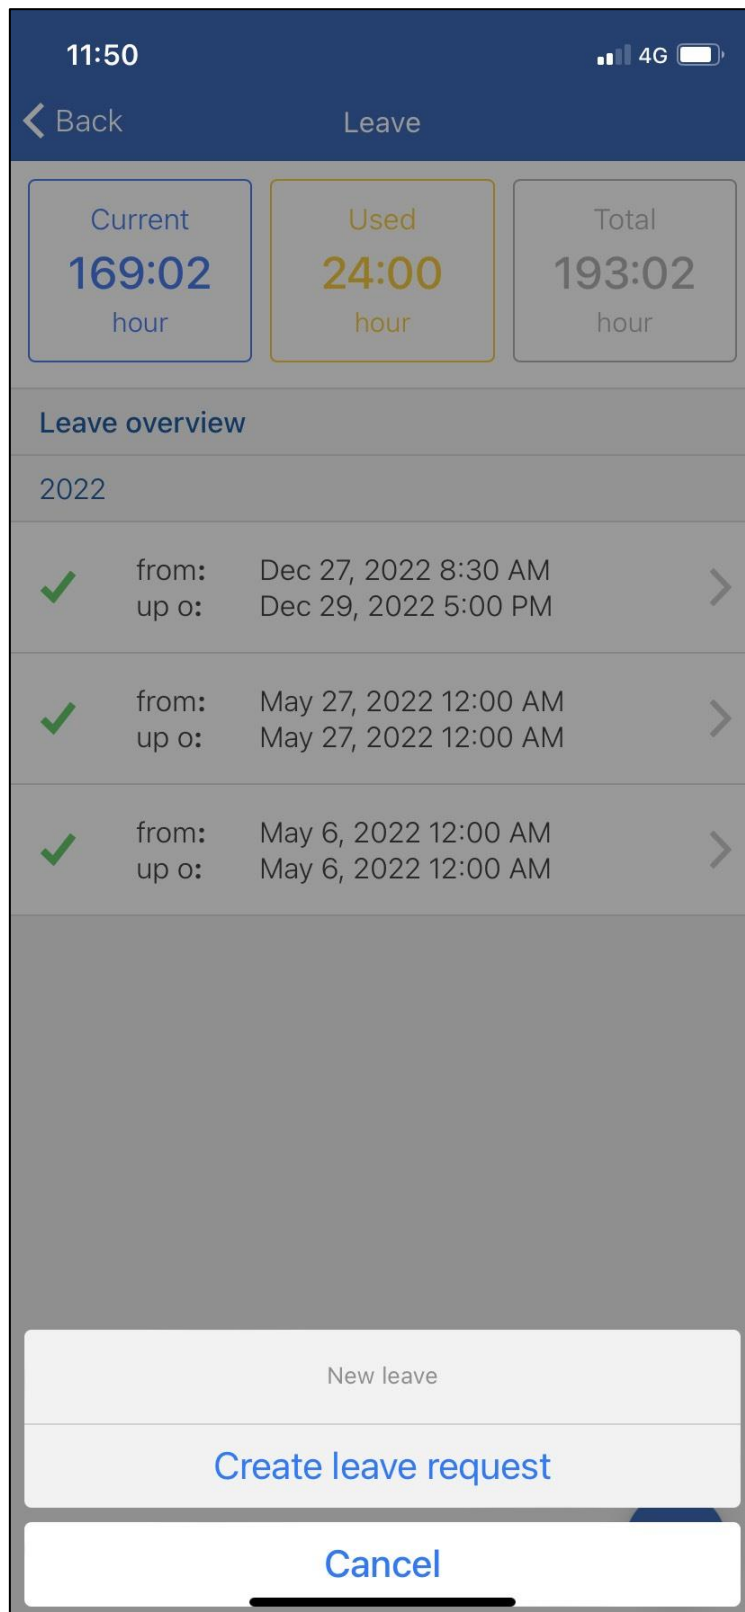 11:50 4G
Back Leave
Current Used Total
169:02 24:00 193:02
hour hour hour
Leave overview
2022
from: Dec 27, 2022 8:30 AM
up o: Dec 29, 2022 5:00 PM
from: May 27, 2022 12:00 AM
up o: May 27, 2022 12:00 AM
from: May 6, 2022 12:00 AM
up o: May 6, 2022 12:00 AM
New leave
Create leave request
Cancel